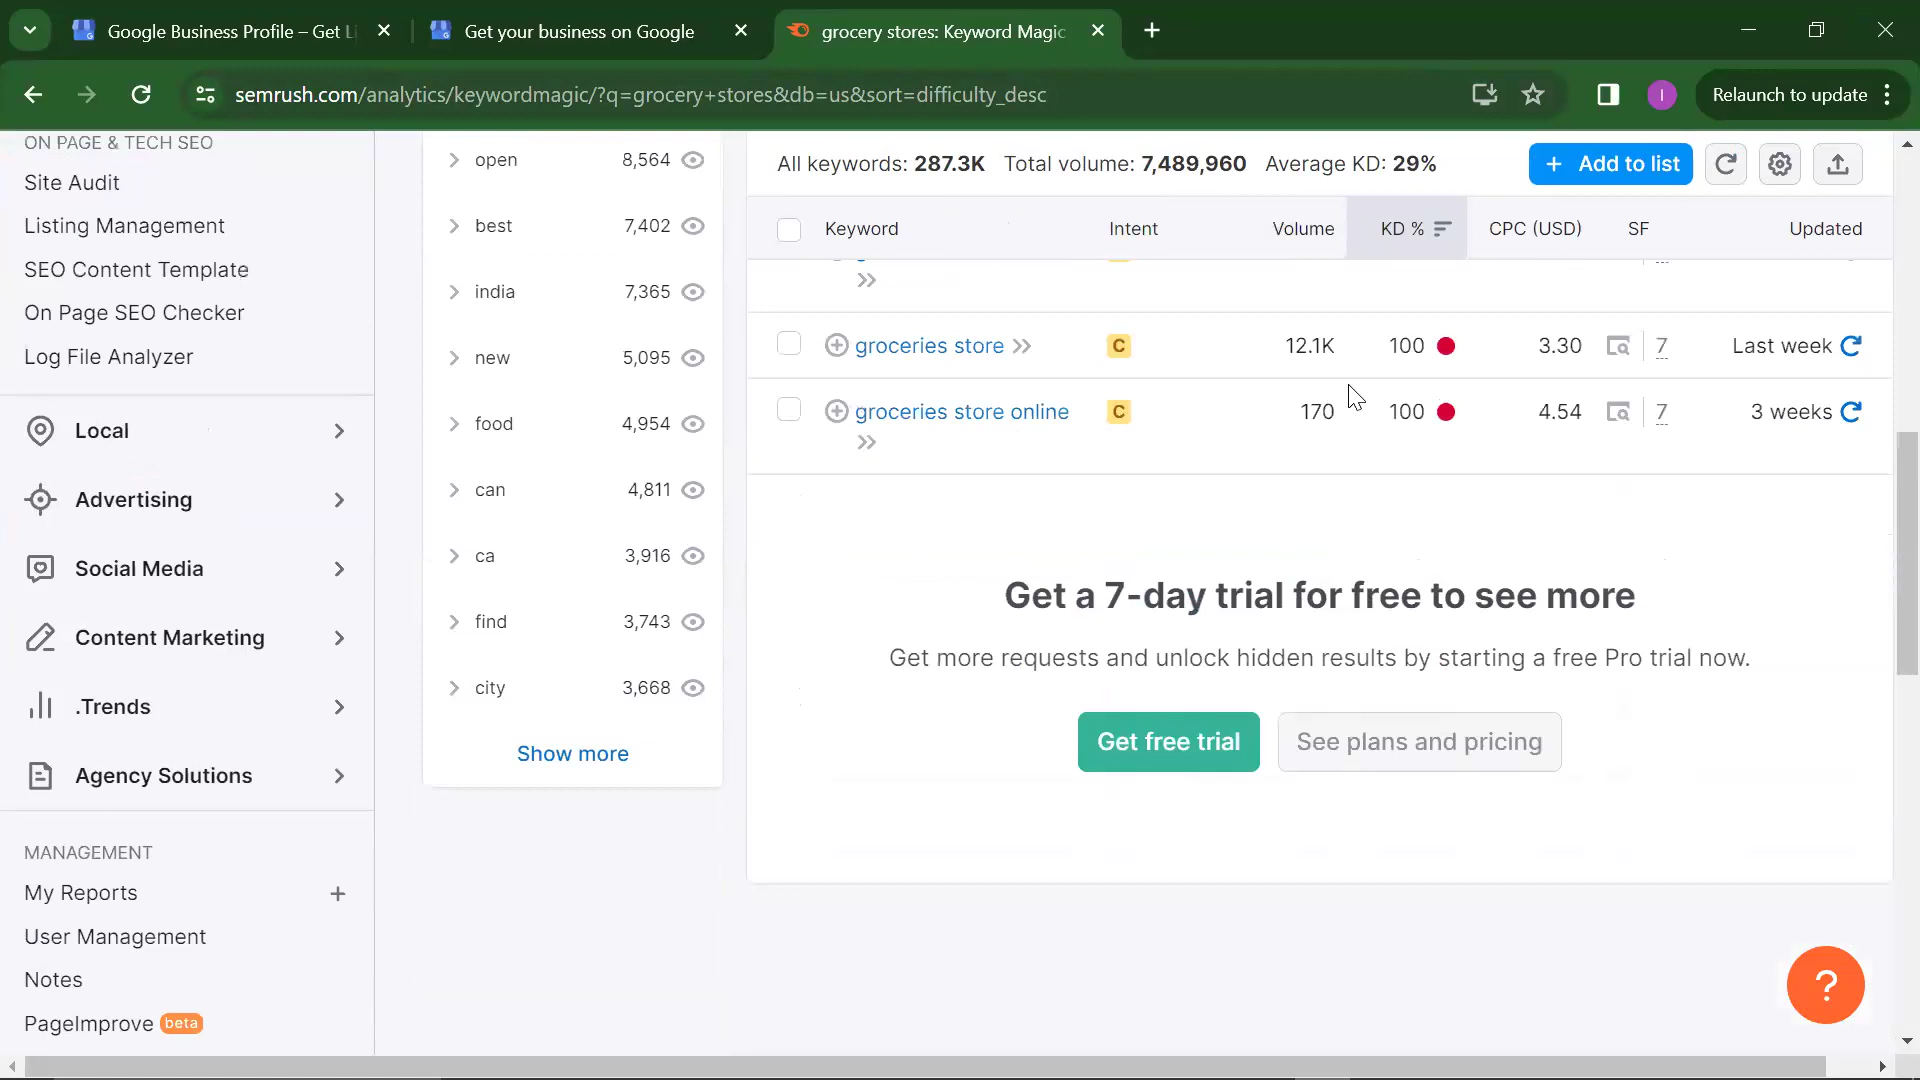 Google Business Profile – Get Li
Get your business on Google
grocery stores: Keyword Magic
semrush.com/analytics/keywordmagic/?q=grocery+stores&db=us&sort=difficulty_desc
I
Relaunch to update
ON PAGE & TECH SEO
Site Audit
Listing Management
SEO Content Template
On Page SEO Checker
Log File Analyzer
Local
Advertising
Social Media
Content Marketing
.Trends
Agency Solutions
MANAGEMENT
My Reports +
User Management
Notes
PageImprove beta
open 8,564
best 7,402
india 7,365
new 5,095
food 4,954
can 4,811
ca 3,916
find 3,743
city 3,668
Show more
All keywords: 287.3K Total volume: 7,489,960 Average KD: 29%
+ Add to list
Keyword Intent Volume KD % CPC (USD) SF Updated
groceries store C 12.1K 100 3.30 7 Last week
groceries store online C 170 100 4.54 7 3 weeks
Get a 7-day trial for free to see more
Get more requests and unlock hidden results by starting a free Pro trial now.
Get free trial See plans and pricing
?